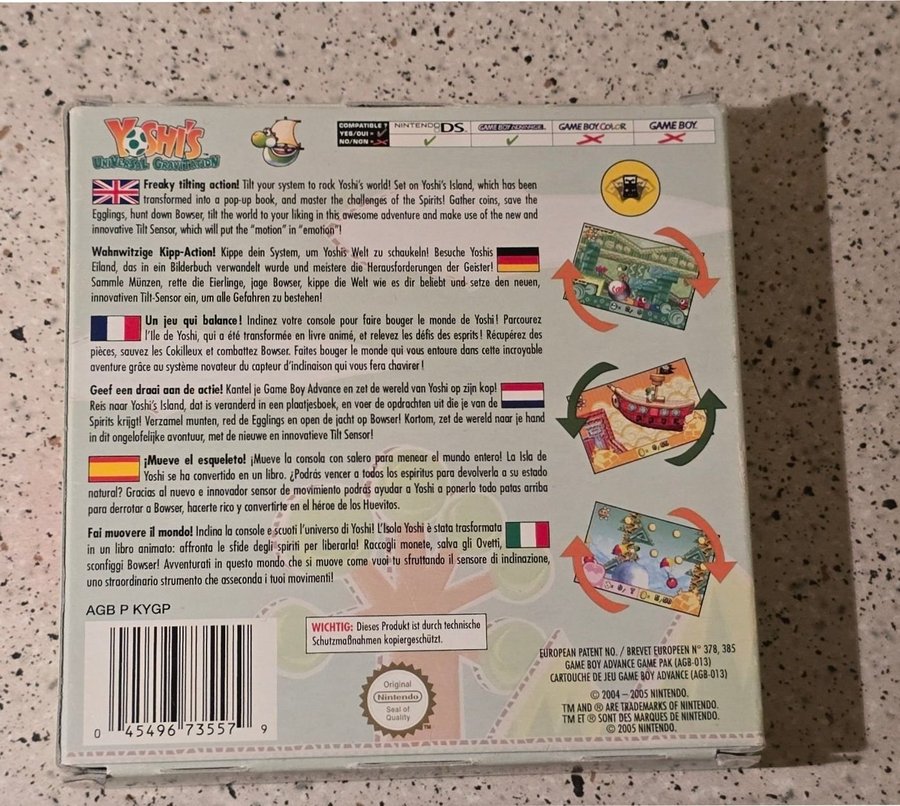 YOSHI'S
UNIVERSAL GRAVITATION
COMPATIBLE ?
YES/OUI =
NO/NON =
NINTENDO DS
GAME BOY ADVANCE
GAME BOY COLOR
GAME BOY
Freaky tilting action! Tilt your system to rock Yoshi's world! Set on Yoshi's Island, which has been
transformed into a pop-up book, and master the challenges of the Spirits! Gather coins, save the
Egglings, hunt down Bowser, tilt the world to your liking in this awesome adventure and make use of the new and
innovative Tilt Sensor, which will put the "motion" in "emotion"!
Wahnwitzige Kipp-Action! Kippe dein System, um Yoshis Welt zu schaukeln! Besuche Yoshis
Eiland, das in ein Bilderbuch verwandelt wurde und meistere die Herausforderungen der Geister!
Sammle Münzen, rette die Eierlinge, jage Bowser, kippe die Welt wie es dir beliebt und setze den neuen,
innovativen Tilt-Sensor ein, um alle Gefahren zu bestehen!
Un jeu qui balance ! Indinez votre console pour faire bouger le monde de Yoshi ! Parcourez
l'Ile de Yoshi, qui a été transformée en livre animé, et relevez les défis des esprits ! Récupérez des
pièces, sauvez les Cokilleux et combattez Bowser. Faites bouger le monde qui vous entoure dans cette incroyable
aventure grâce au système novateur du capteur d'inclinaison qui vous fera chavirer !
Geef een draai aan de actie! Kantel je Game Boy Advance en zet de wereld van Yoshi op zijn kop!
Reis naar Yoshi's Island, dat is veranderd in een plaatjesboek, en voer de opdrachten uit die je van de
Spirits krijgt! Verzamel munten, red de Egglings en open de jacht op Bowser! Kortom, zet de wereld naar je hand
in dit ongelofelijke avontuur, met de nieuwe en innovatieve Tilt Sensor!
¡Mueve el esqueleto! ¡Mueve la consola con salero para menear el mundo entero! La Isla de
Yoshi se ha convertido en un libro. ¿Podrás vencer a todos los espíritus para devolverla a su estado
natural? Gracias al nuevo e innovador sensor de movimiento podrás ayudar a Yoshi a ponerlo todo patas arriba
para derrotar a Bowser, hacerte rico y convertirte en el héroe de los Huevitos.
Fai muovere il mondo! Inclina la console e scuoti l'universo di Yoshi! L'Isola Yoshi è stata trasformata
in un libro animato: affronta le sfide degli spiriti per liberarla! Raccogli monete, salva gli Ovetti,
sconfiggi Bowser! Avventurati in questo mondo che si muove come vuoi tu sfruttando il sensore di inclinazione,
uno straordinario strumento che asseconda i tuoi movimenti!
AGB P KYGP
WICHTIG: Dieses Produkt ist durch technische
Schutzmaßnahmen kopiergeschützt.
0 45496 73557 9
Original
Nintendo
Seal of
Quality
TM
EUROPEAN PATENT NO. / BREVET EUROPEEN N° 378, 385
GAME BOY ADVANCE GAME PAK (AGB-013)
CARTOUCHE DE JEU GAME BOY ADVANCE (AGB-013)
© 2004 – 2005 NINTENDO.
TM AND ® ARE TRADEMARKS OF NINTENDO.
TM ET ® SONT DES MARQUES DE NINTENDO.
© 2005 NINTENDO.